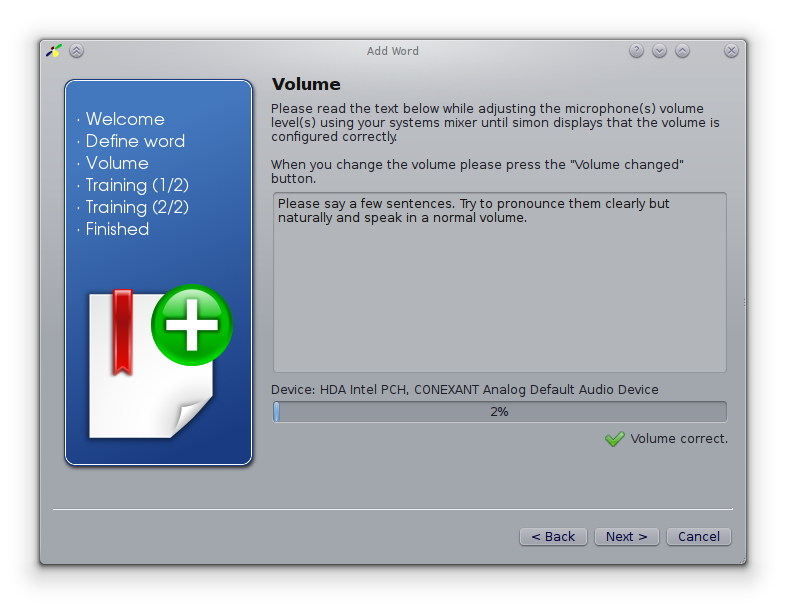 Add Word
· Welcome
· Define word
· Volume
· Training (1/2)
· Training (2/2)
· Finished
Volume
Please read the text below while adjusting the microphone(s) volume
level(s) using your systems mixer until simon displays that the volume is
configured correctly.
When you change the volume please press the "Volume changed"
button.
Please say a few sentences. Try to pronounce them clearly but
naturally and speak in a normal volume.
Device: HDA Intel PCH, CONEXANT Analog Default Audio Device
2%
Volume correct.
< Back
Next >
Cancel